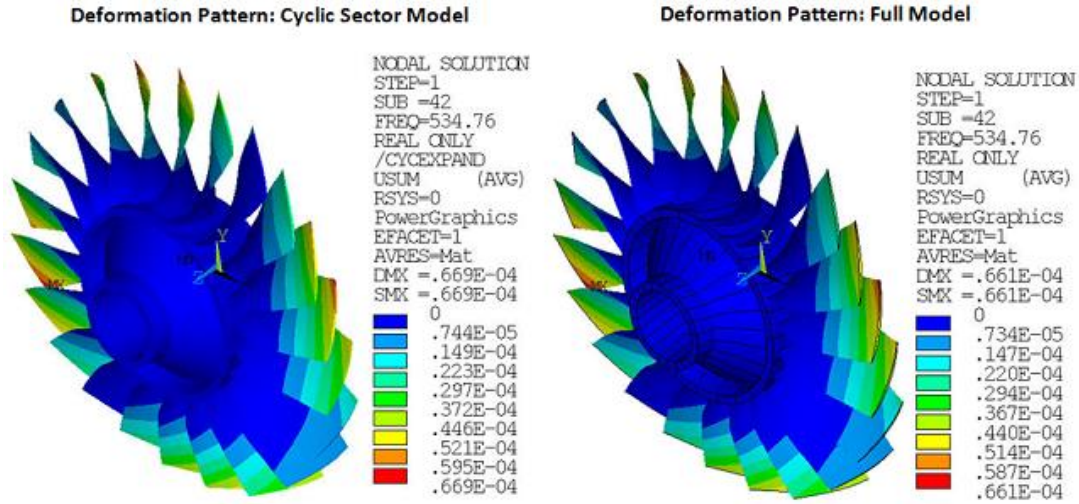 Deformation Pattern: Cyclic Sector Model
NODAL SOLUTION
STEP=1
SUB =42
FREQ=534.76
REAL ONLY
/CYCEXPAND
USUM (AVG)
RSYS=0
PowerGraphics
EFACET=1
AVRES=Mat
DMX =.669E-04
SMX =.669E-04
0
.744E-05
.149E-04
.223E-04
.297E-04
.372E-04
.446E-04
.521E-04
.595E-04
.669E-04
Y
Z
MX
Deformation Pattern: Full Model
NODAL SOLUTION
STEP=1
SUB =42
FREQ=534.76
REAL ONLY
USUM (AVG)
RSYS=0
PowerGraphics
EFACET=1
AVRES=Mat
DMX =.661E-04
SMX =.661E-04
0
.734E-05
.147E-04
.220E-04
.294E-04
.367E-04
.440E-04
.514E-04
.587E-04
.661E-04
Y
Z
MX